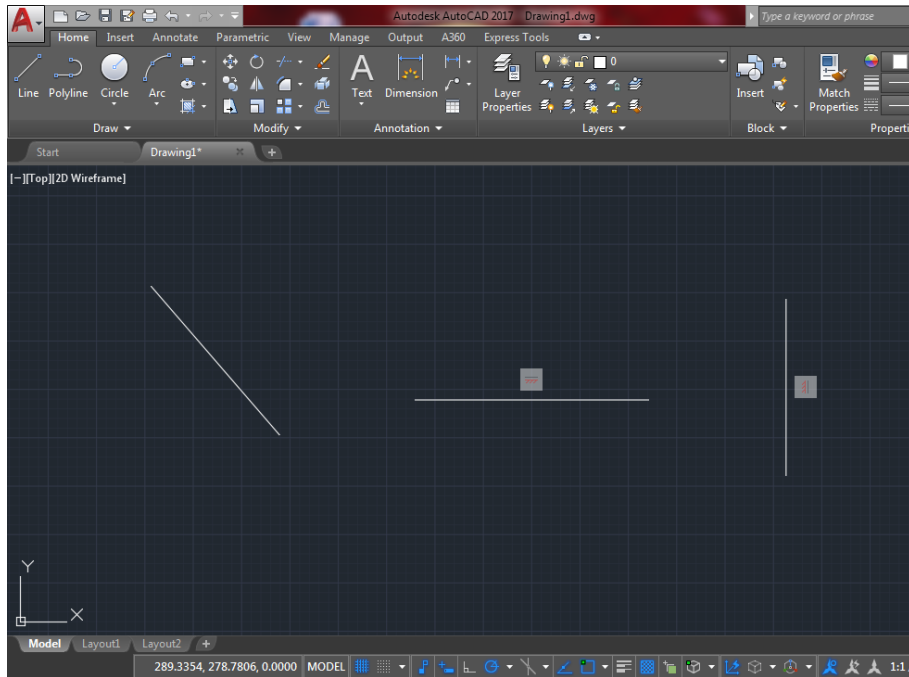 A Autodesk AutoCAD 2017 Drawing1.dwg Type a keyword or phrase
Home Insert Annotate Parametric View Manage Output A360 Express Tools
A 0
Line Polyline Circle Arc Text Dimension Layer Properties Insert Match Properties
Draw Modify Annotation Layers Block Properti
Start Drawing1* +
[−][Top][2D Wireframe]
Y
X
Model Layout1 Layout2 +
289.3354, 278.7806, 0.0000 MODEL 1:1